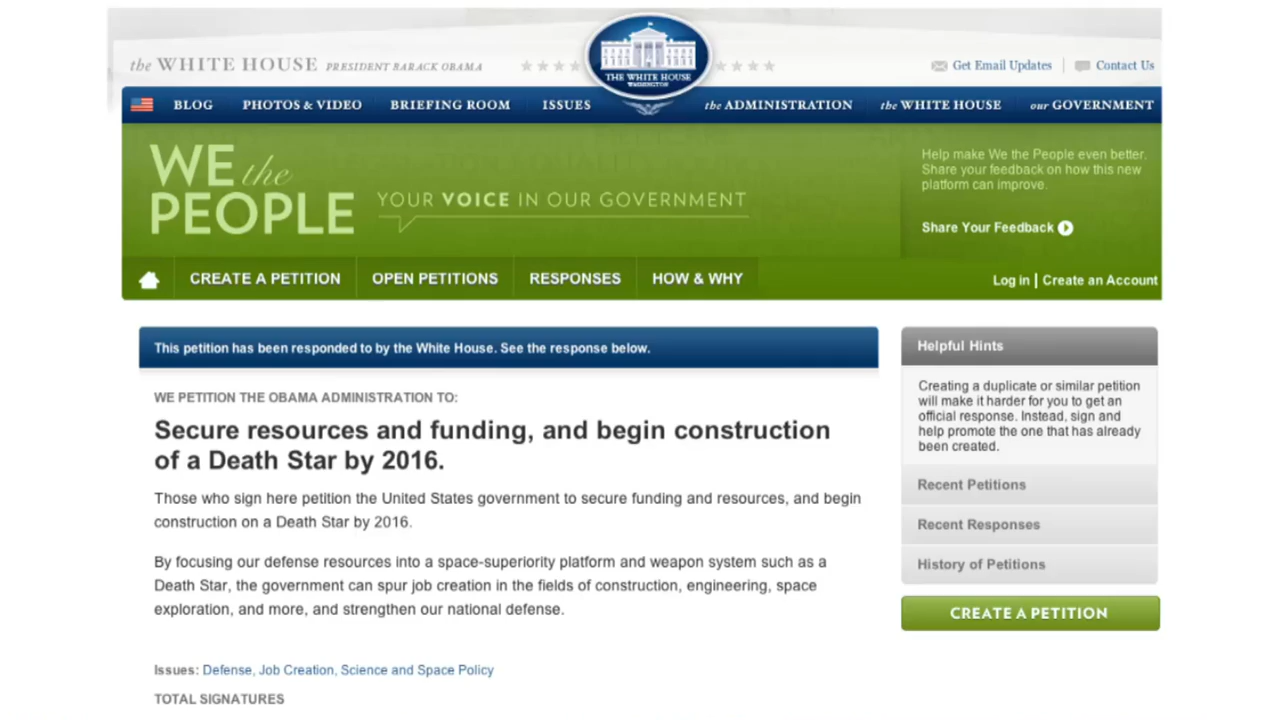 the WHITE HOUSE PRESIDENT BARACK OBAMA
THE WHITE HOUSE
WASHINGTON
Get Email Updates
Contact Us
BLOG
PHOTOS & VIDEO
BRIEFING ROOM
ISSUES
the ADMINISTRATION
the WHITE HOUSE
our GOVERNMENT
WE the
PEOPLE
YOUR VOICE IN OUR GOVERNMENT
Help make We the People even better.
Share your feedback on how this new
platform can improve.
Share Your Feedback
CREATE A PETITION
OPEN PETITIONS
RESPONSES
HOW & WHY
Log in | Create an Account
This petition has been responded to by the White House. See the response below.
WE PETITION THE OBAMA ADMINISTRATION TO:
Secure resources and funding, and begin construction
of a Death Star by 2016.
Those who sign here petition the United States government to secure funding and resources, and begin
construction on a Death Star by 2016.
By focusing our defense resources into a space-superiority platform and weapon system such as a
Death Star, the government can spur job creation in the fields of construction, engineering, space
exploration, and more, and strengthen our national defense.
Issues: Defense, Job Creation, Science and Space Policy
TOTAL SIGNATURES
Helpful Hints
Creating a duplicate or similar petition
will make it harder for you to get an
official response. Instead, sign and
help promote the one that has already
been created.
Recent Petitions
Recent Responses
History of Petitions
CREATE A PETITION